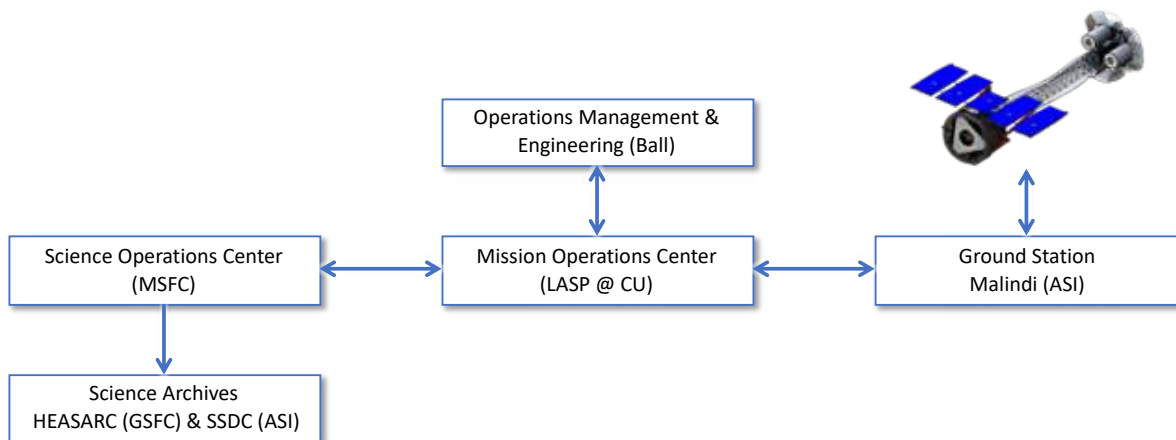 Operations Management &
Engineering (Ball)
Science Operations Center
(MSFC)
Mission Operations Center
(LASP @ CU)
Ground Station
Malindi (ASI)
Science Archives
HEASARC (GSFC) & SSDC (ASI)